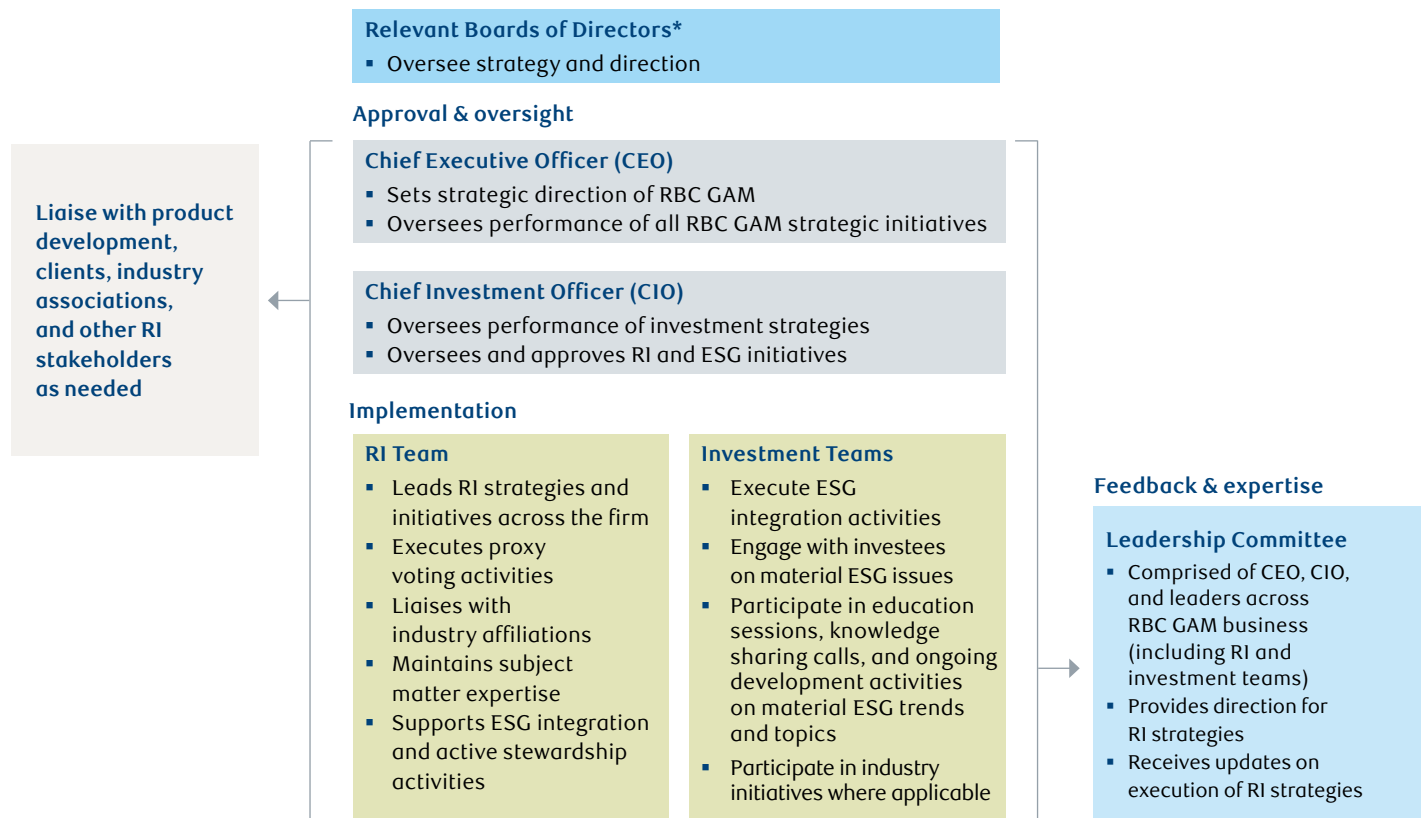 Relevant Boards of Directors*
▪ Oversee strategy and direction
Approval & oversight
Chief Executive Officer (CEO)
▪ Sets strategic direction of RBC GAM
▪ Oversees performance of all RBC GAM strategic initiatives
Liaise with product
development,
clients, industry
associations,
and other RI
stakeholders
as needed
Chief Investment Officer (CIO)
▪ Oversees performance of investment strategies
▪ Oversees and approves RI and ESG initiatives
Implementation
RI Team
▪ Leads RI strategies and
initiatives across the firm
▪ Executes proxy
voting activities
▪ Liaises with
industry affiliations
▪ Maintains subject
matter expertise
▪ Supports ESG integration
and active stewardship
activities
Investment Teams
▪ Execute ESG
integration activities
▪ Engage with investees
on material ESG issues
▪ Participate in education
sessions, knowledge
sharing calls, and ongoing
development activities
on material ESG trends
and topics
▪ Participate in industry
initiatives where applicable
Feedback & expertise
Leadership Committee
▪ Comprised of CEO, CIO,
and leaders across
RBC GAM business
(including RI and
investment teams)
▪ Provides direction for
RI strategies
▪ Receives updates on
execution of RI strategies